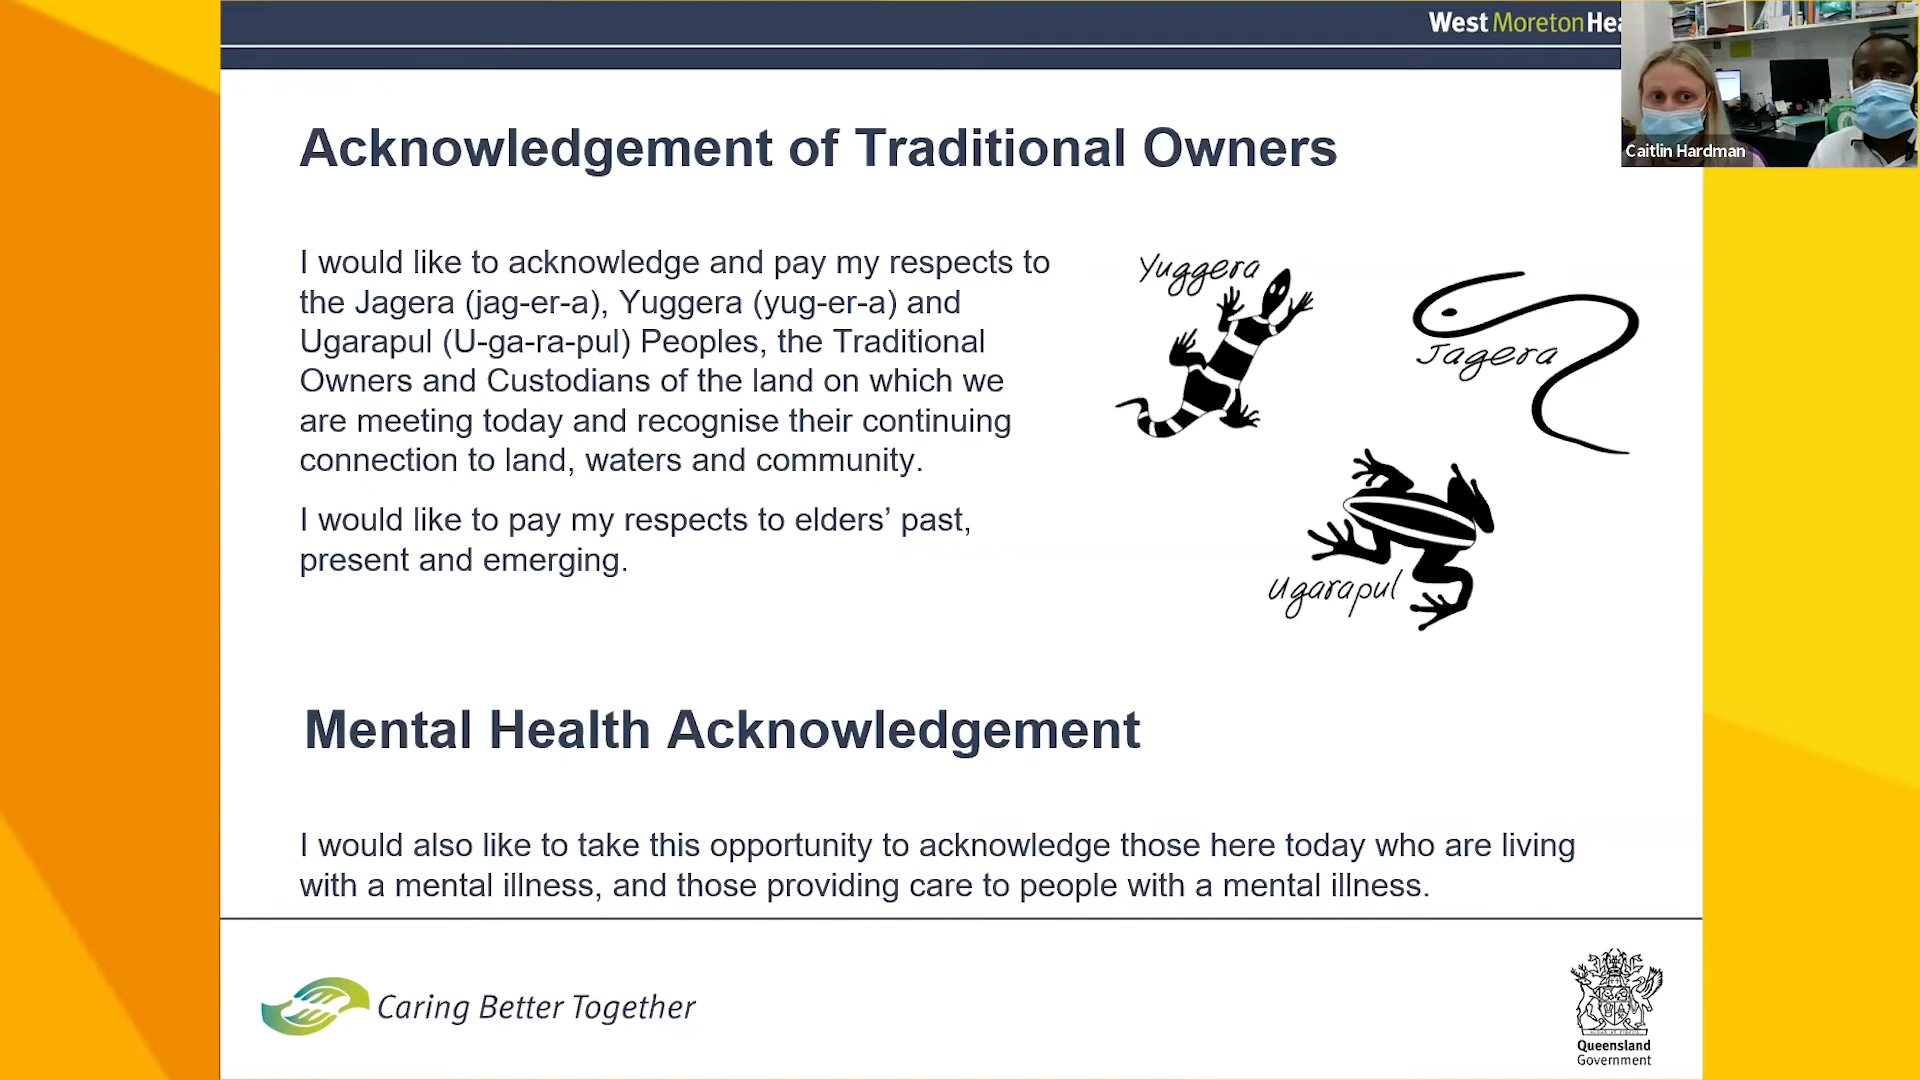 West Moreton Hea
Caitlin Hardman
Acknowledgement of Traditional Owners
I would like to acknowledge and pay my respects to
the Jagera (jag-er-a), Yuggera (yug-er-a) and
Ugarapul (U-ga-ra-pul) Peoples, the Traditional
Owners and Custodians of the land on which we
are meeting today and recognise their continuing
connection to land, waters and community.
I would like to pay my respects to elders’ past,
present and emerging.
Yuggera
Jagera
Ugarapul
Mental Health Acknowledgement
I would also like to take this opportunity to acknowledge those here today who are living
with a mental illness, and those providing care to people with a mental illness.
Caring Better Together
Queensland
Government